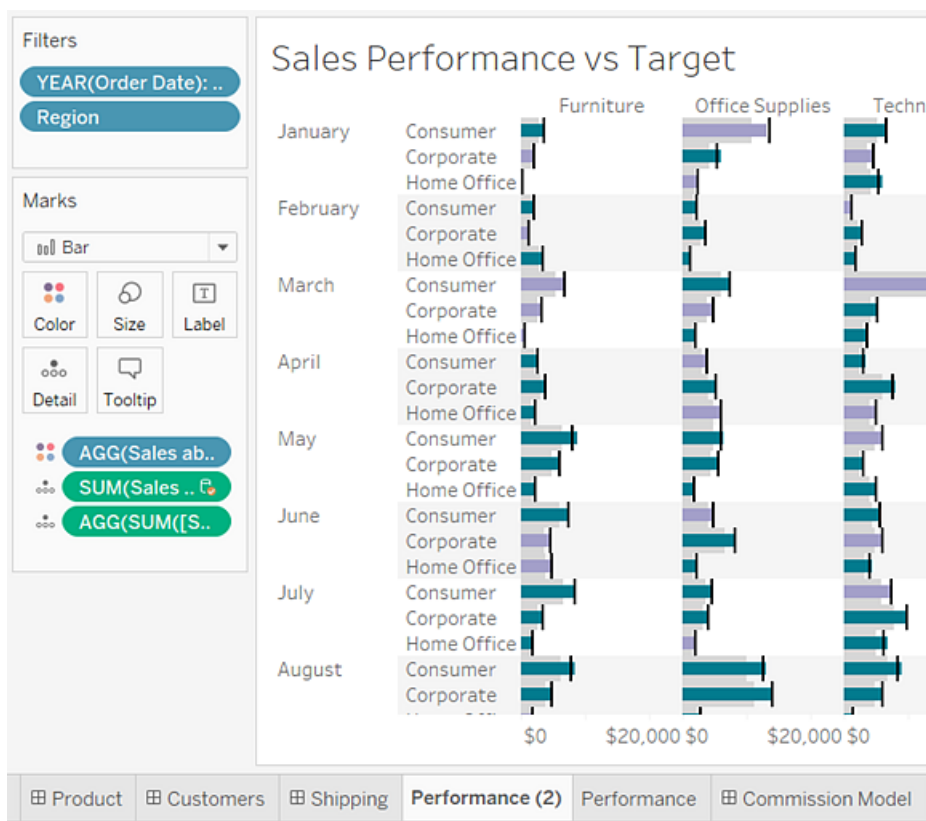 Filters
YEAR(Order Date): ..
Region
Marks
Bar
Color
Size
T
Label
Detail
Tooltip
AGG(Sales ab..
SUM(Sales ..
AGG(SUM([S..
Sales Performance vs Target
Furniture Office Supplies Techn
January Consumer
Corporate
Home Office
February Consumer
Corporate
Home Office
March Consumer
Corporate
Home Office
April Consumer
Corporate
Home Office
May Consumer
Corporate
Home Office
June Consumer
Corporate
Home Office
July Consumer
Corporate
Home Office
August Consumer
Corporate
$0 $20,000 $0 $20,000 $0
Product Customers Shipping Performance (2) Performance Commission Model